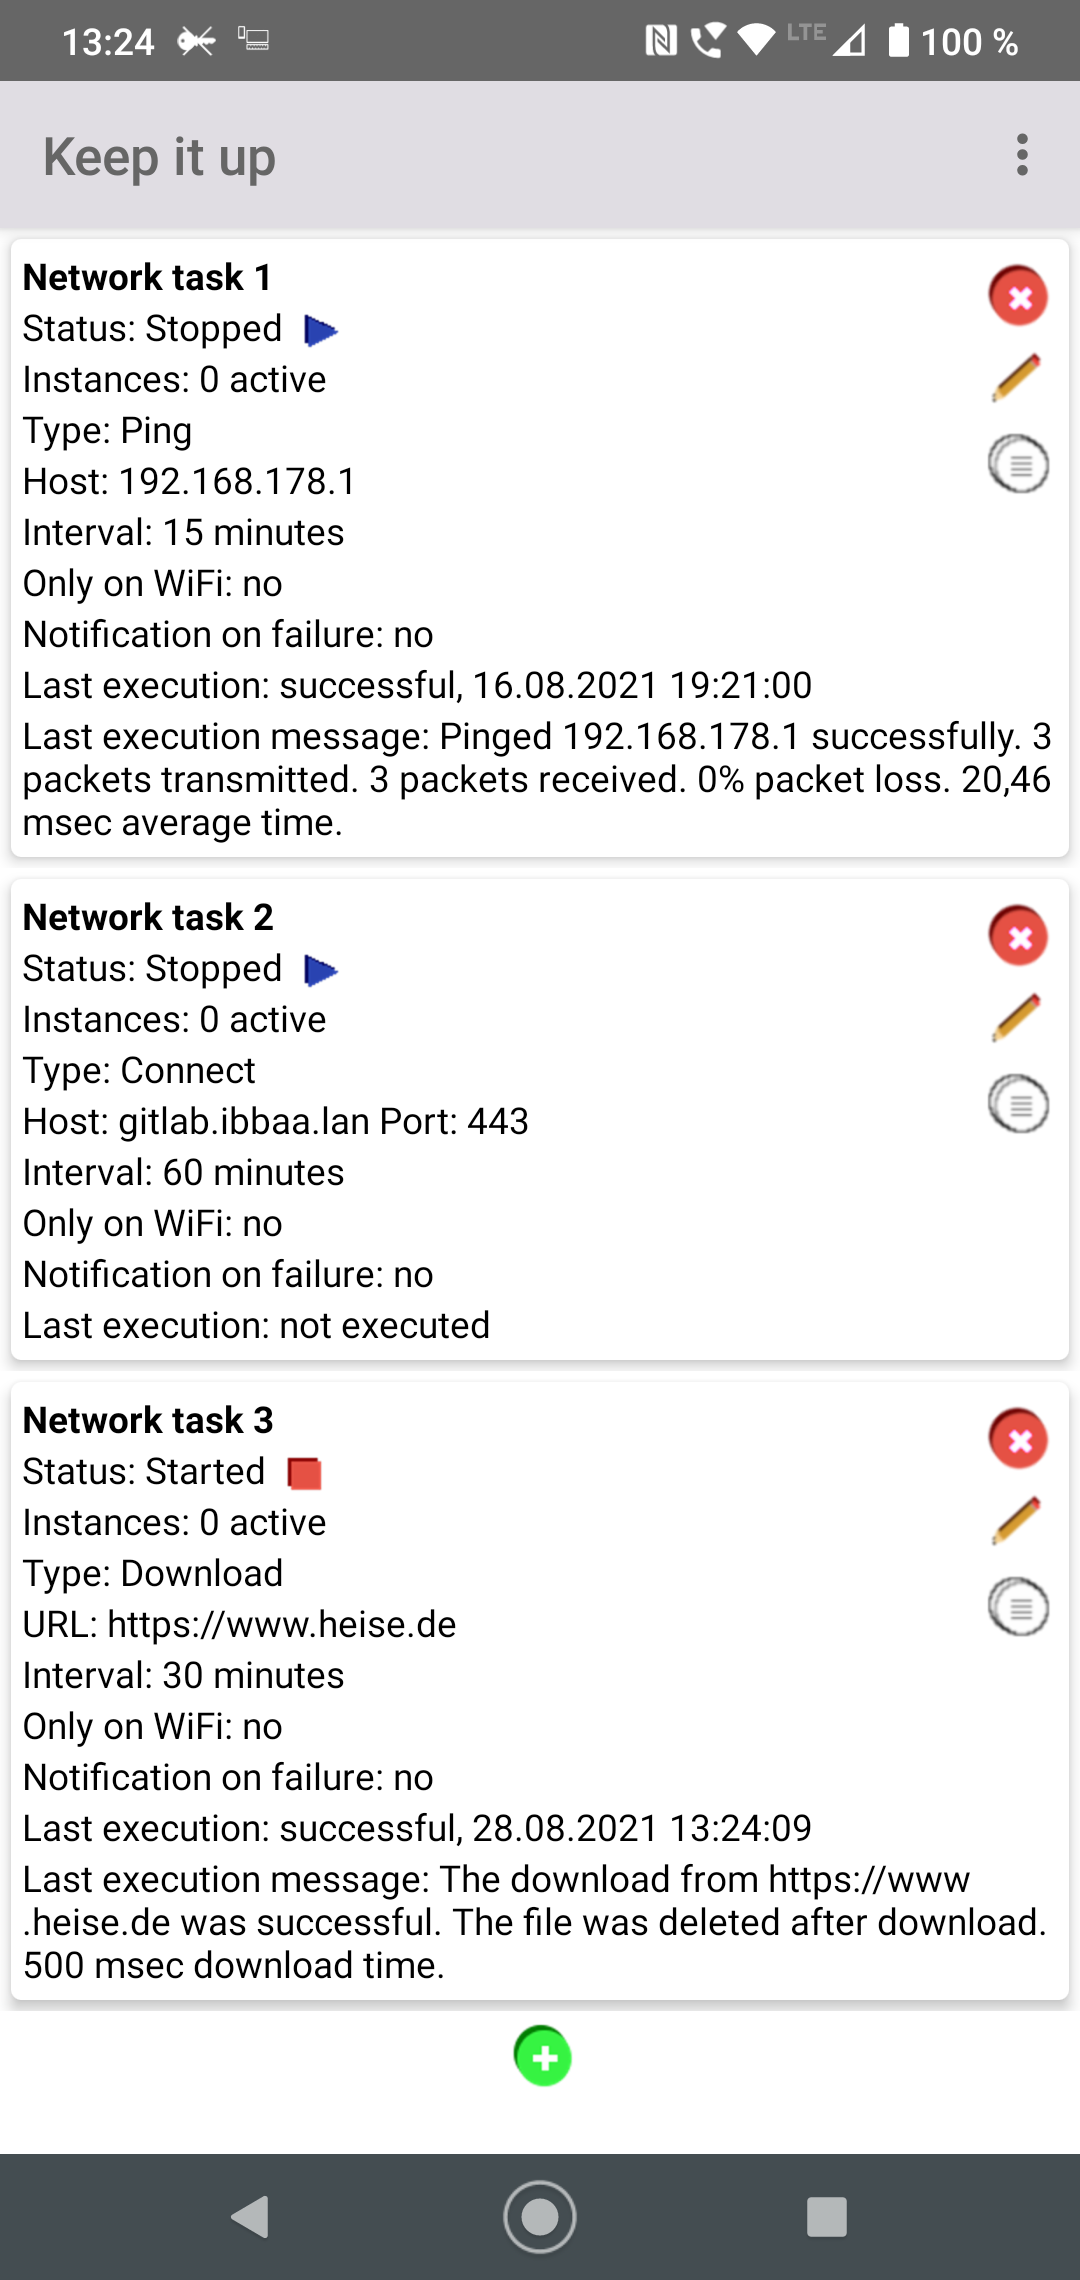 13:24
LTE
100 %
Keep it up
Network task 1
Status: Stopped
Instances: 0 active
Type: Ping
Host: 192.168.178.1
Interval: 15 minutes
Only on WiFi: no
Notification on failure: no
Last execution: successful, 16.08.2021 19:21:00
Last execution message: Pinged 192.168.178.1 successfully. 3
packets transmitted. 3 packets received. 0% packet loss. 20,46
msec average time.
Network task 2
Status: Stopped
Instances: 0 active
Type: Connect
Host: gitlab.ibbaa.lan Port: 443
Interval: 60 minutes
Only on WiFi: no
Notification on failure: no
Last execution: not executed
Network task 3
Status: Started
Instances: 0 active
Type: Download
URL: https://www.heise.de
Interval: 30 minutes
Only on WiFi: no
Notification on failure: no
Last execution: successful, 28.08.2021 13:24:09
Last execution message: The download from https://www
.heise.de was successful. The file was deleted after download.
500 msec download time.